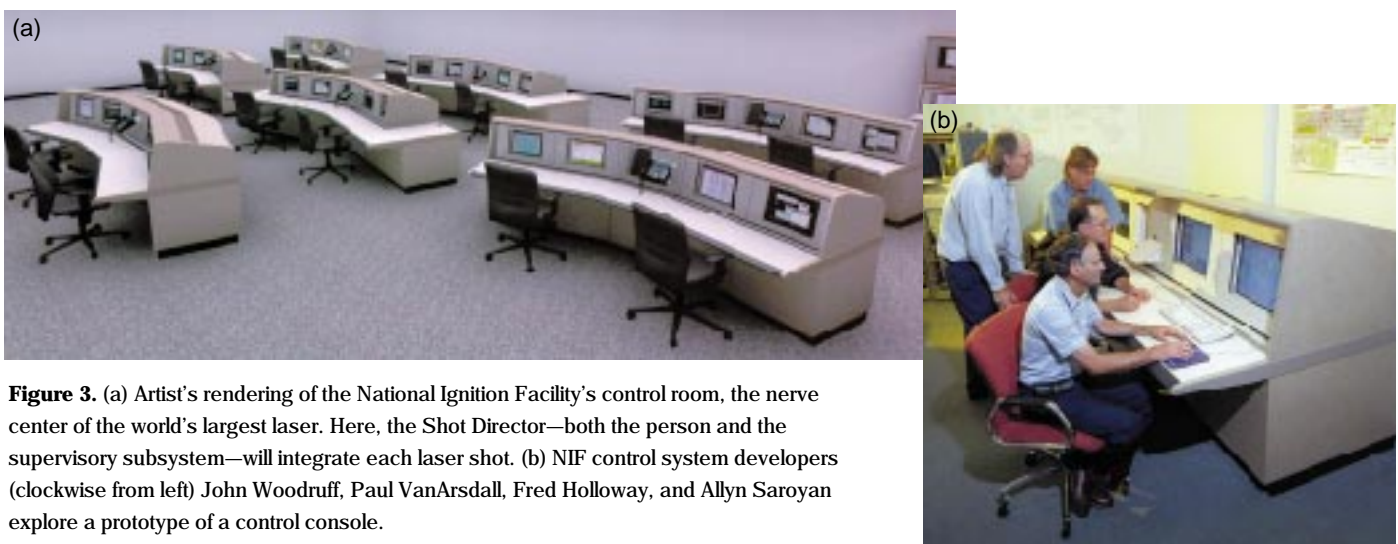 (a)
(b)
Figure 3. (a) Artist’s rendering of the National Ignition Facility’s control room, the nerve
center of the world’s largest laser. Here, the Shot Director—both the person and the
supervisory subsystem—will integrate each laser shot. (b) NIF control system developers
(clockwise from left) John Woodruff, Paul VanArsdall, Fred Holloway, and Allyn Saroyan
explore a prototype of a control console.